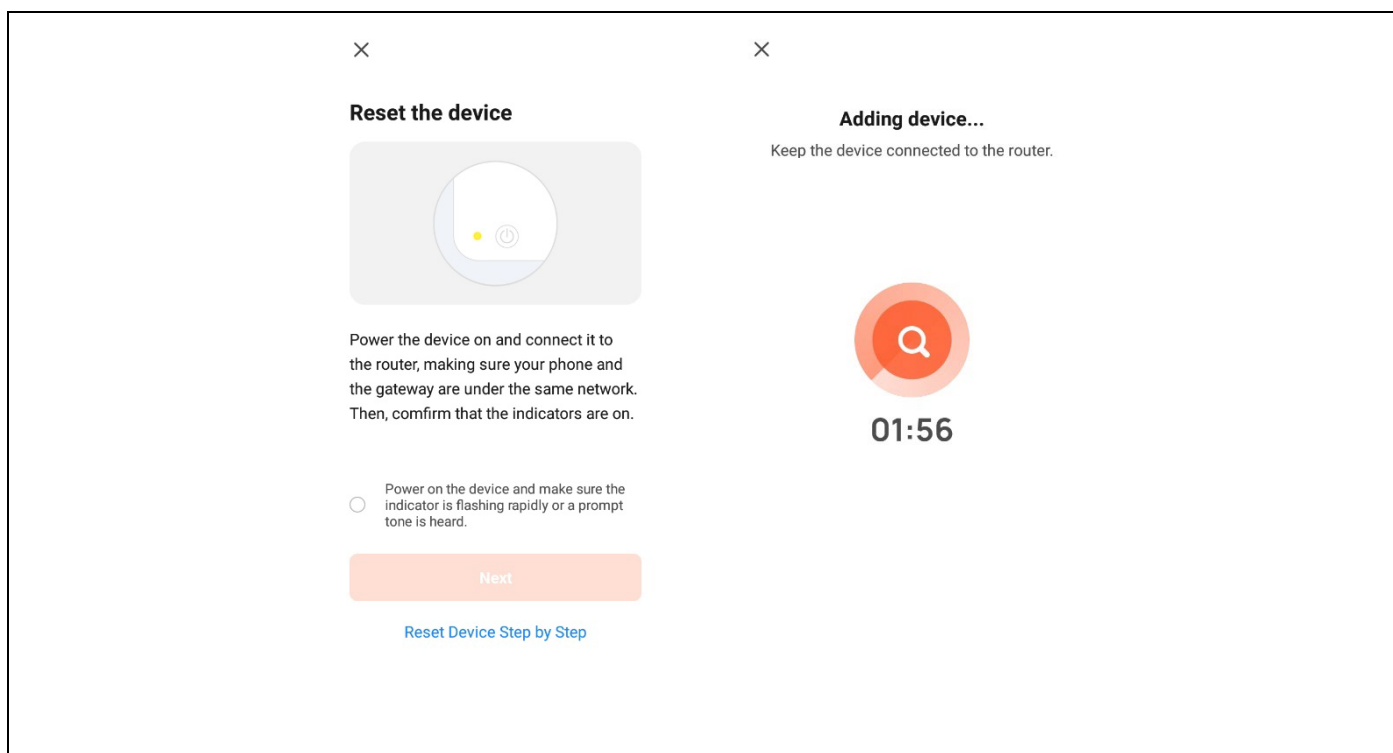 Reset the device
Power the device on and connect it to
the router, making sure your phone and
the gateway are under the same network.
Then, comfirm that the indicators are on.
Power on the device and make sure the
indicator is flashing rapidly or a prompt
tone is heard.
Next
Reset Device Step by Step
Adding device...
Keep the device connected to the router.
01:56